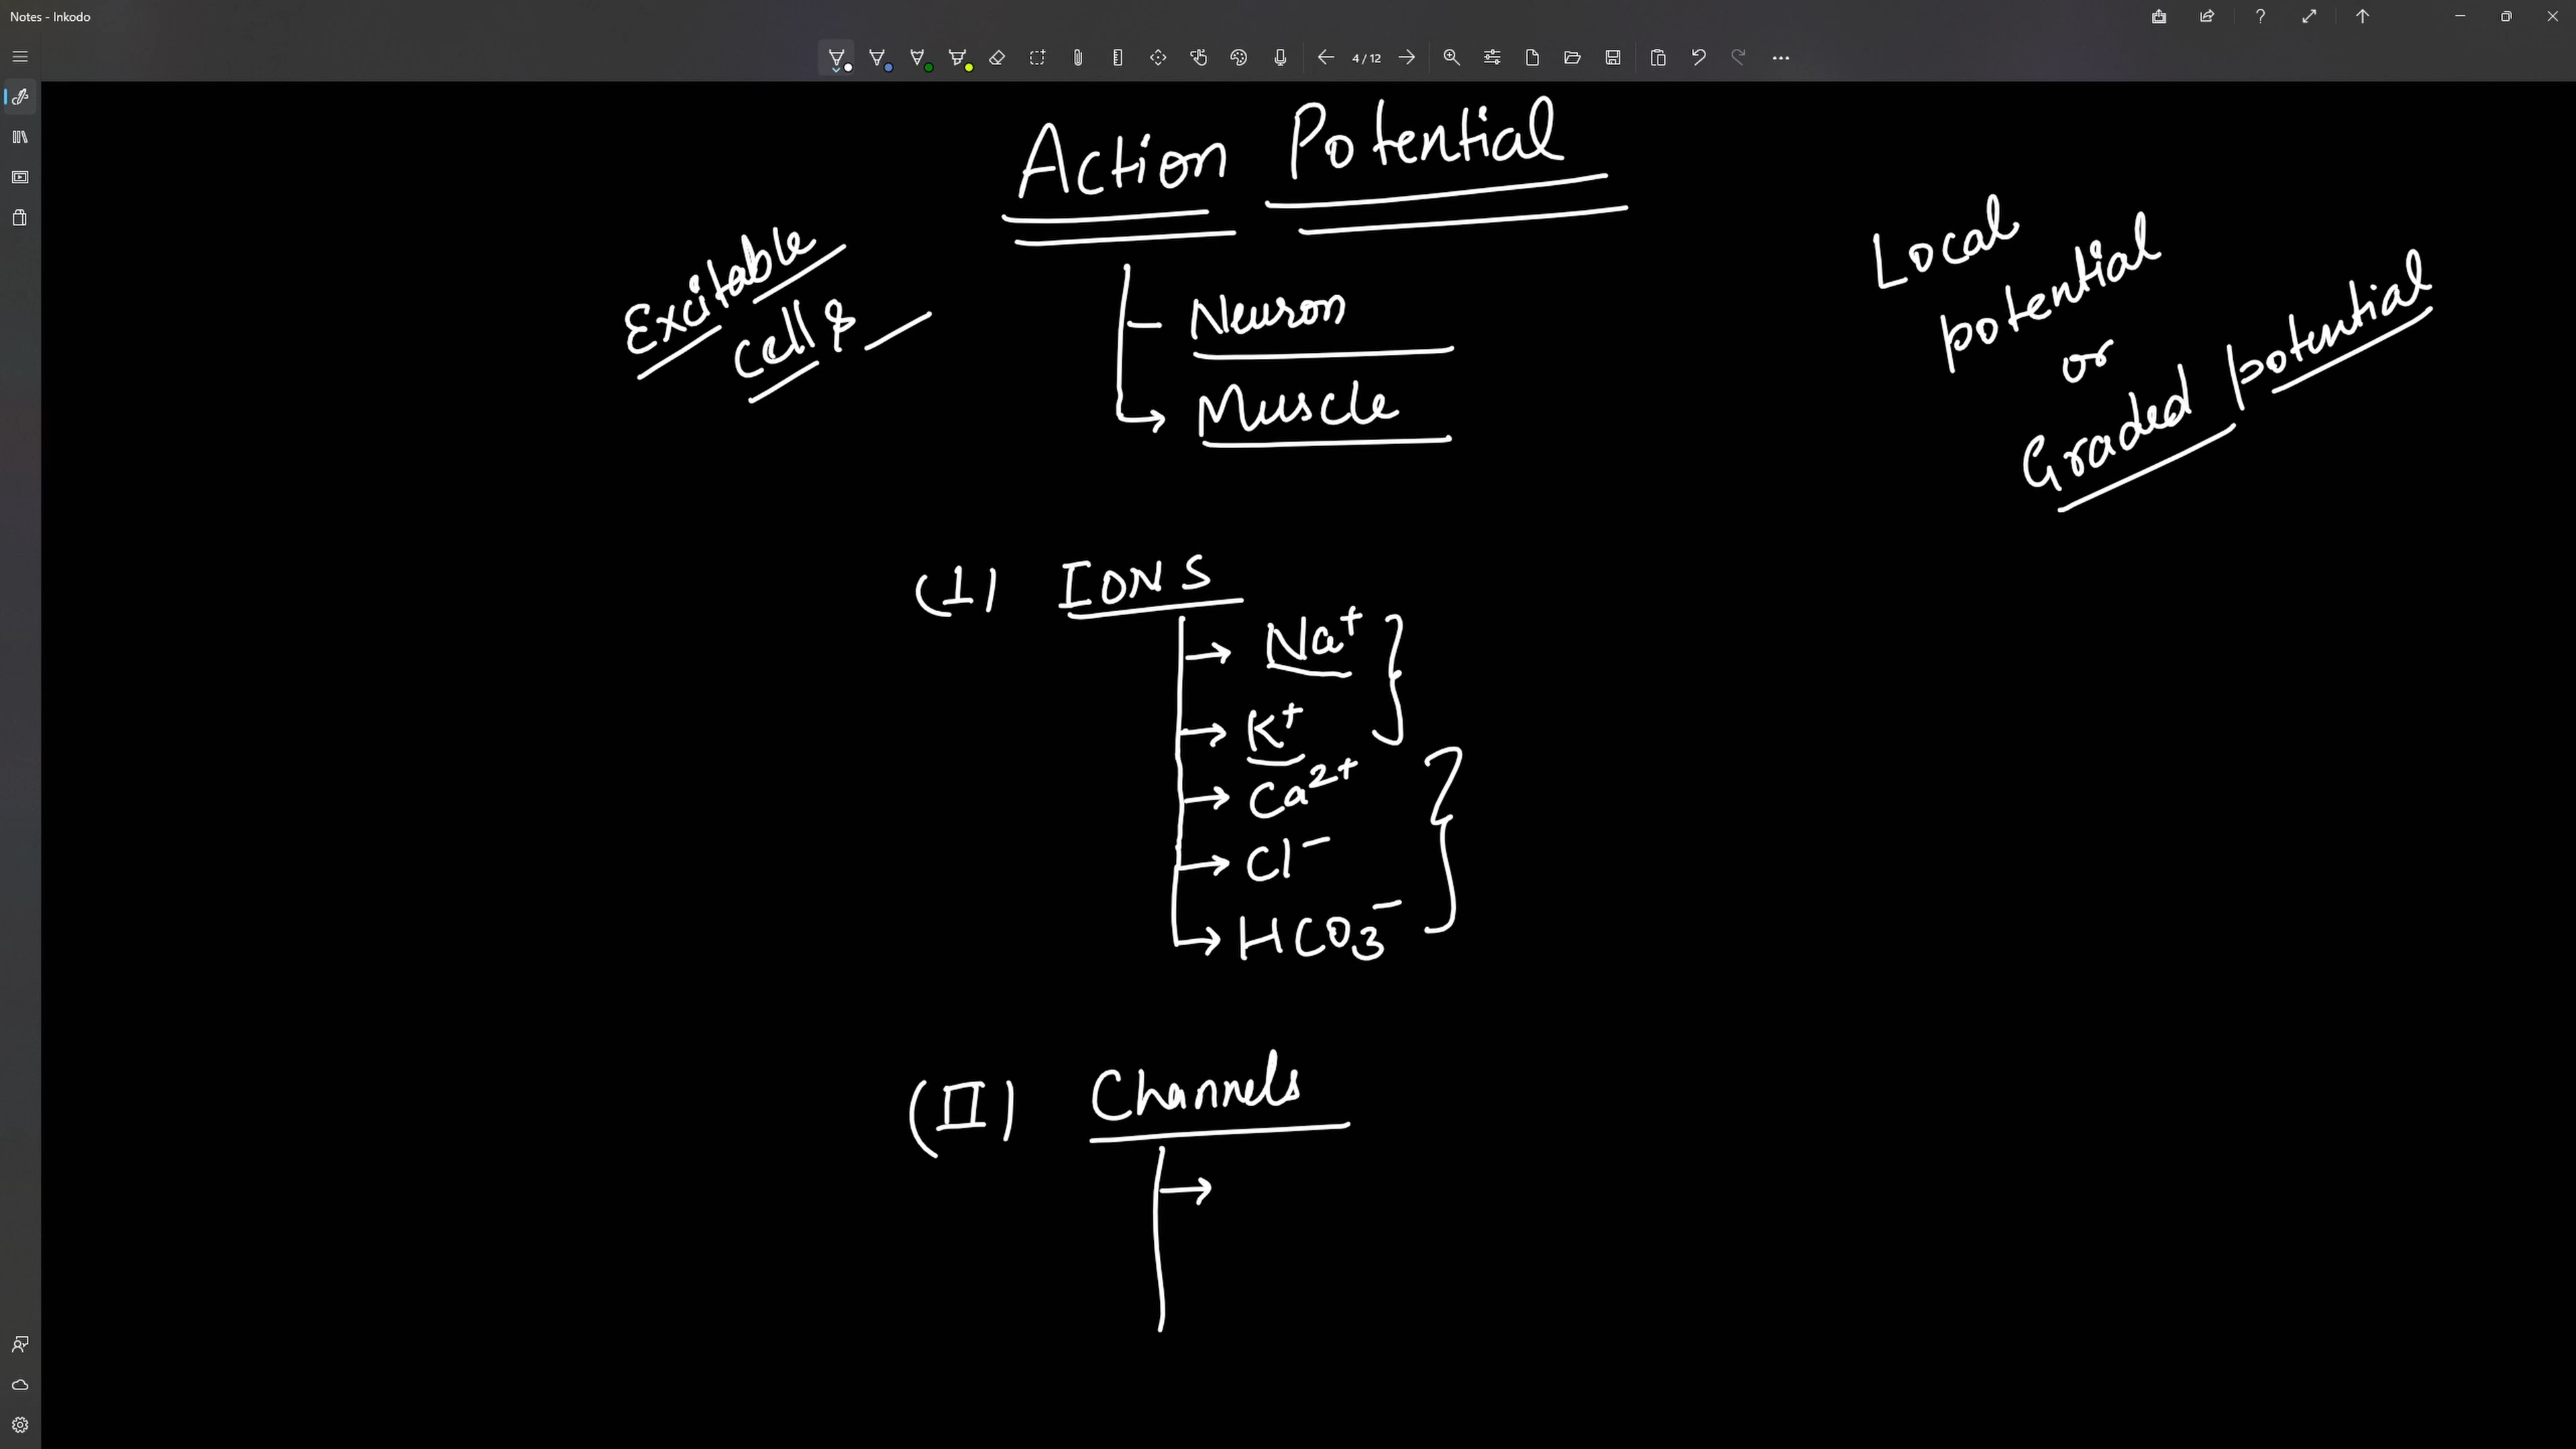 Notes - Inkodo
4 / 12
Action Potential
Excitable
cells
Neuron
Muscle
Local
potential
or
Graded potential
(I) IONS
Na⁺
K⁺
Ca²⁺
Cl⁻
HCO₃⁻
(II) Channels